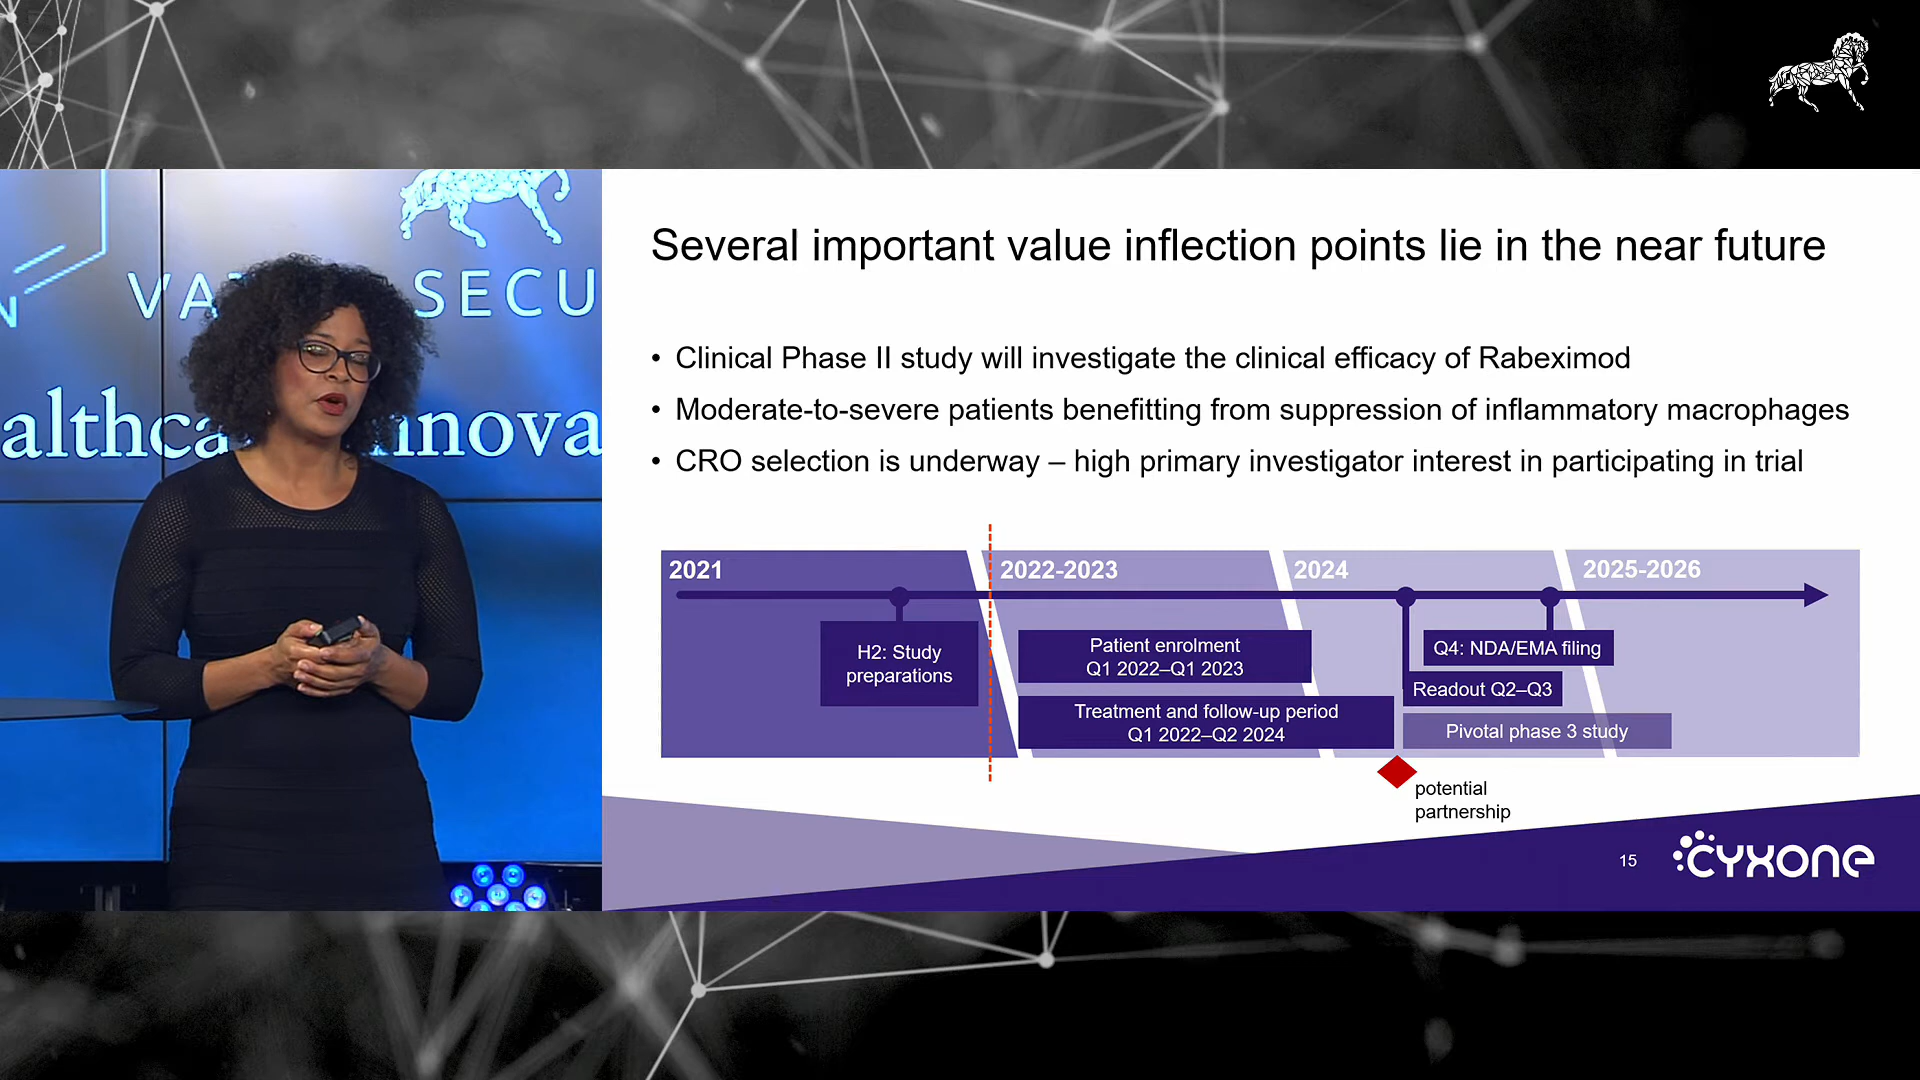 VA SECU
althca innova
Several important value inflection points lie in the near future
• Clinical Phase II study will investigate the clinical efficacy of Rabeximod
• Moderate-to-severe patients benefitting from suppression of inflammatory macrophages
• CRO selection is underway – high primary investigator interest in participating in trial
2021
2022-2023
2024
2025-2026
H2: Study
preparations
Patient enrolment
Q1 2022–Q1 2023
Treatment and follow-up period
Q1 2022–Q2 2024
Q4: NDA/EMA filing
Readout Q2–Q3
Pivotal phase 3 study
potential
partnership
15
CYXONE